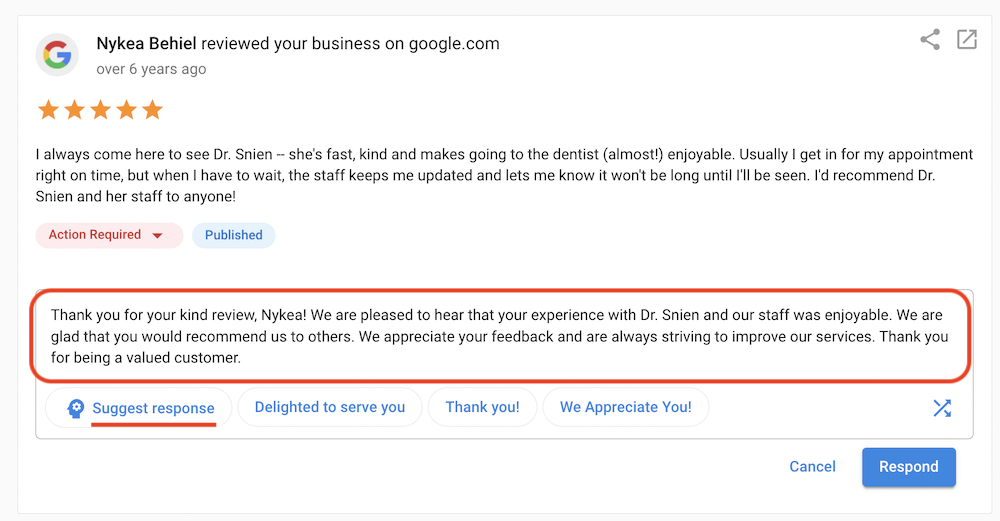 Nykea Behiel reviewed your business on google.com
over 6 years ago
I always come here to see Dr. Snien -- she's fast, kind and makes going to the dentist (almost!) enjoyable. Usually I get in for my appointment
right on time, but when I have to wait, the staff keeps me updated and lets me know it won't be long until I'll be seen. I'd recommend Dr.
Snien and her staff to anyone!
Action Required
Published
Thank you for your kind review, Nykea! We are pleased to hear that your experience with Dr. Snien and our staff was enjoyable. We are
glad that you would recommend us to others. We appreciate your feedback and are always striving to improve our services. Thank you
for being a valued customer.
Suggest response
Delighted to serve you
Thank you!
We Appreciate You!
Cancel
Respond